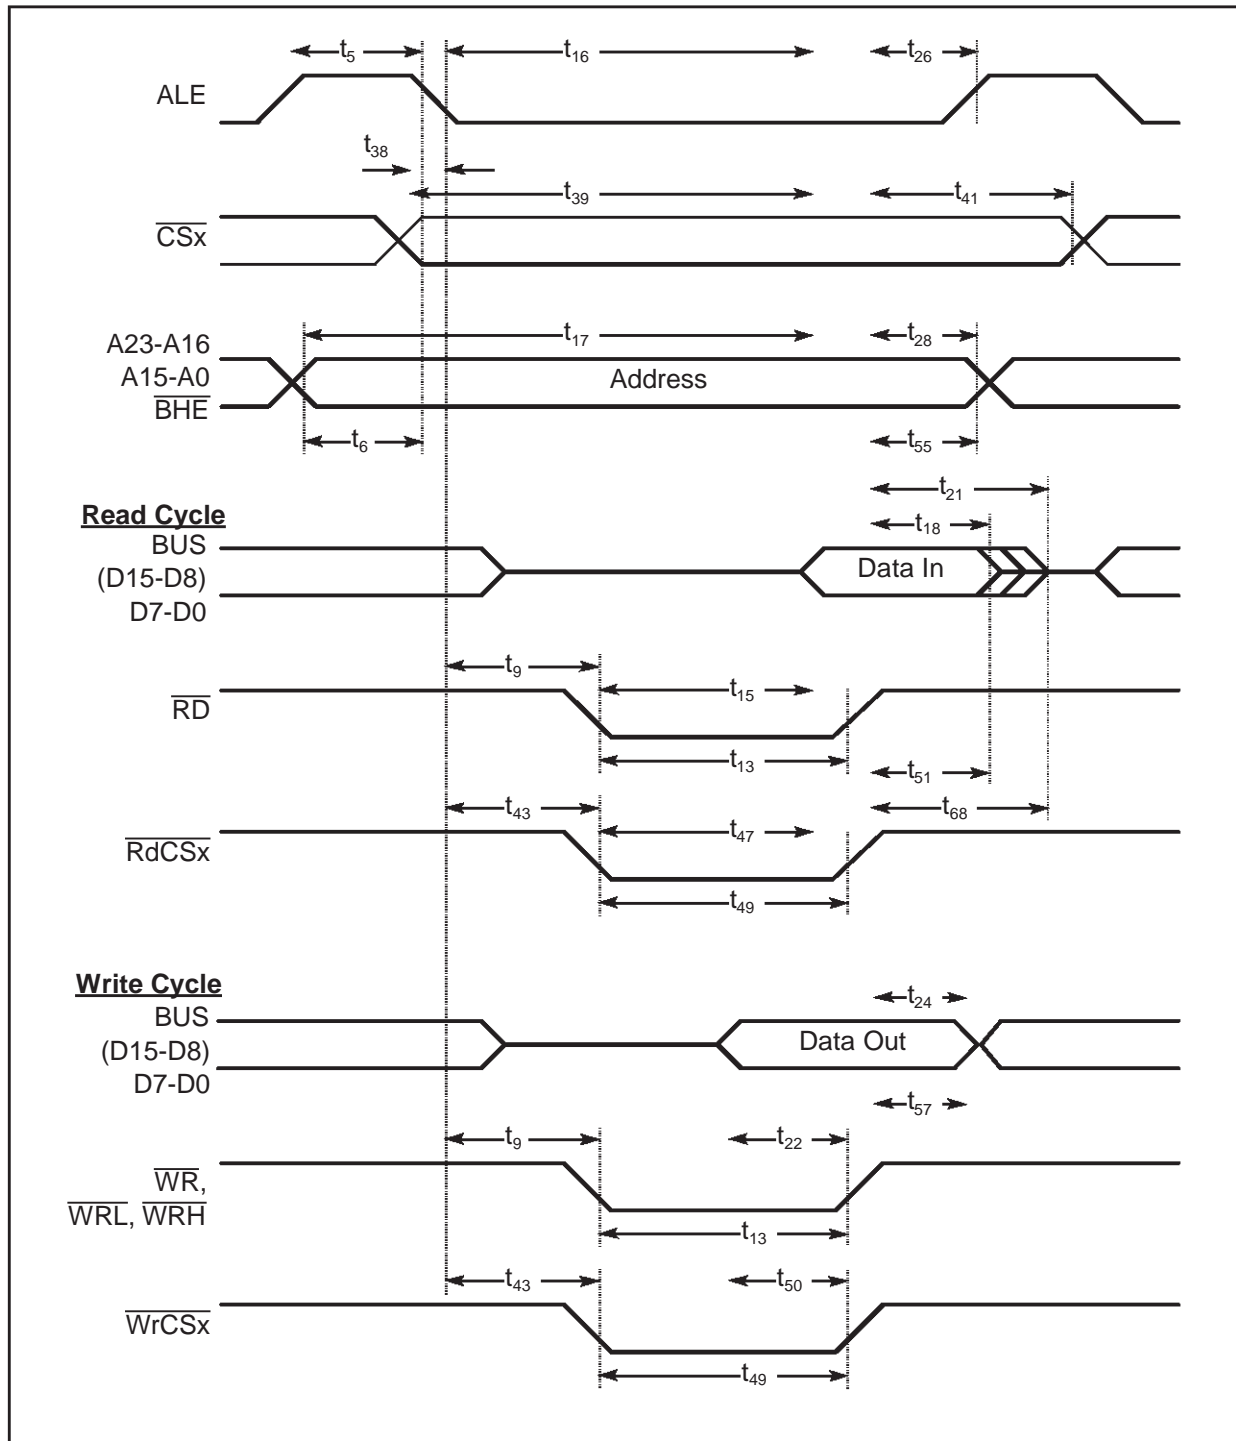 t5 t16 t26
ALE
t38
t39 t41
CSx
t17 t28
A23-A16
A15-A0
BHE
Address
t6 t55
t21
Read Cycle
t18
BUS
(D15-D8)
D7-D0
Data In
t9 t15
RD
t13 t51
t43 t47 t68
RdCSx
t49
Write Cycle
t24
BUS
(D15-D8)
D7-D0
Data Out
t57
t9 t22
WR,
WRL, WRH
t13
t43 t50
WrCSx
t49